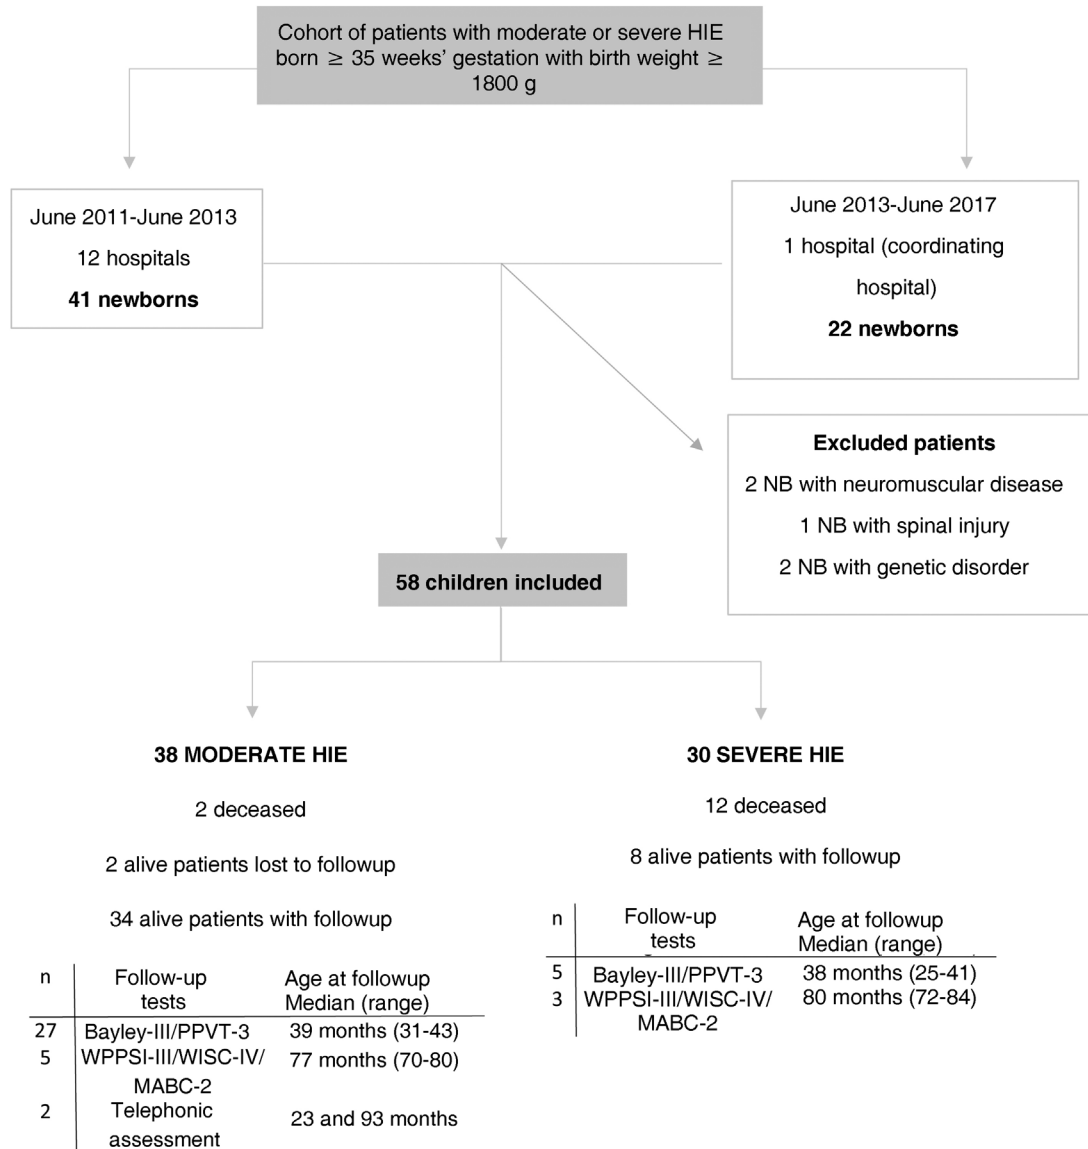 Cohort of patients with moderate or severe HIE
born ≥ 35 weeks’ gestation with birth weight ≥
1800 g
June 2011-June 2013
12 hospitals
41 newborns
June 2013-June 2017
1 hospital (coordinating
hospital)
22 newborns
Excluded patients
2 NB with neuromuscular disease
1 NB with spinal injury
2 NB with genetic disorder
58 children included
38 MODERATE HIE
2 deceased
2 alive patients lost to followup
34 alive patients with followup
n Follow-up Age at followup
tests Median (range)
27 Bayley-III/PPVT-3 39 months (31-43)
5 WPPSI-III/WISC-IV/ 77 months (70-80)
MABC-2
2 Telephonic 23 and 93 months
assessment
30 SEVERE HIE
12 deceased
8 alive patients with followup
n Follow-up Age at followup
tests Median (range)
5 Bayley-III/PPVT-3 38 months (25-41)
3 WPPSI-III/WISC-IV/ 80 months (72-84)
MABC-2